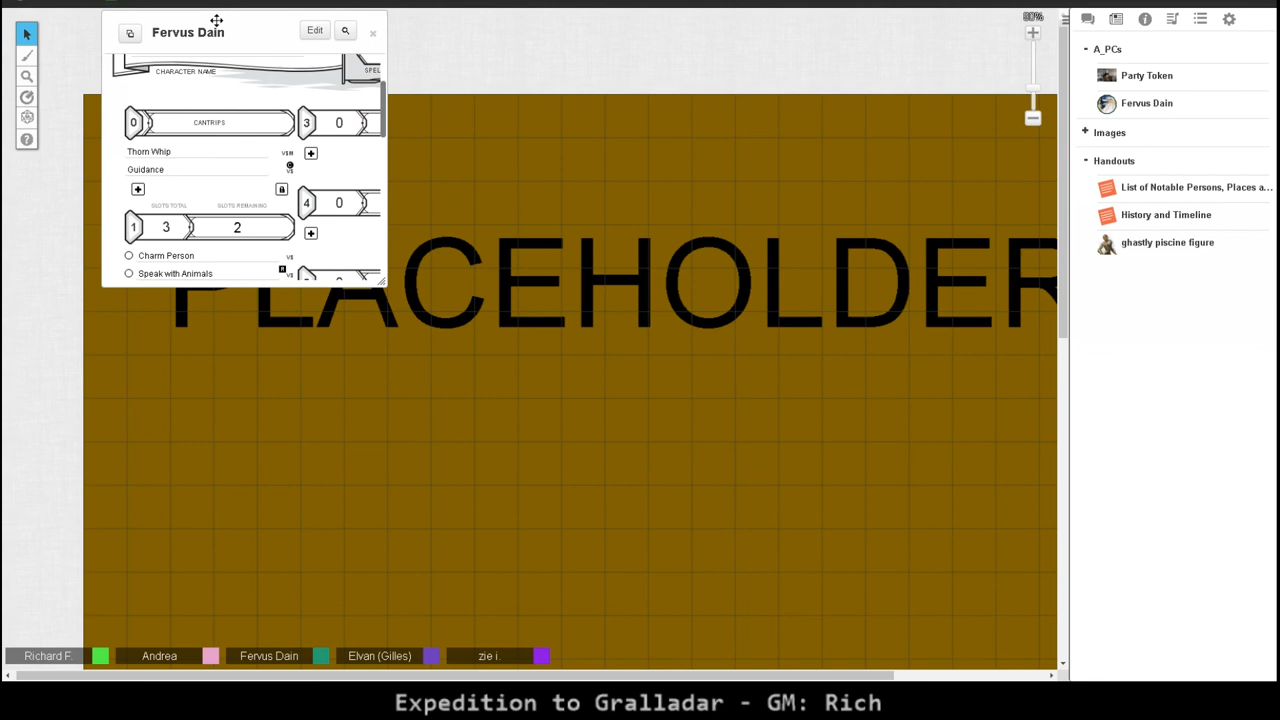 Fervus Dain
Edit
CHARACTER NAME
SPEL
0 CANTRIPS
3 0
Thorn Whip V S M
Guidance C V S
SLOTS TOTAL SLOTS REMAINING
4 0
1 3 2
Charm Person V S
Speak with Animals R V S
PLACEHOLDER
80%
A_PCs
Party Token
Fervus Dain
Images
Handouts
List of Notable Persons, Places a...
History and Timeline
ghastly piscine figure
Richard F.
Andrea
Fervus Dain
Elvan (Gilles)
zie i.
Expedition to Gralladar - GM: Rich